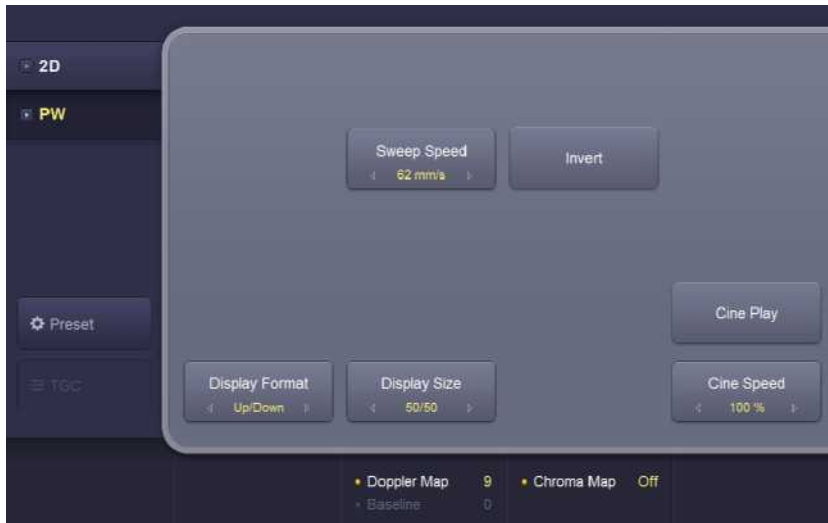 2D
PW
Sweep Speed
62 mm/s
Invert
Preset
Cine Play
TGC
Display Format
Up/Down
Display Size
50/50
Cine Speed
100 %
Doppler Map 9
Chroma Map Off
Baseline 0